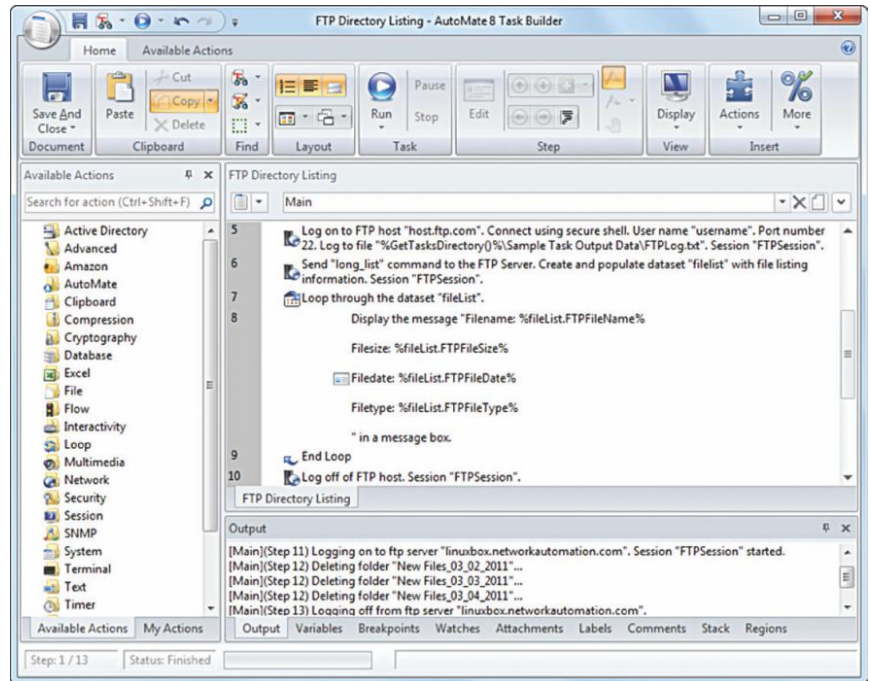 FTP Directory Listing - AutoMate 8 Task Builder
Home Available Actions
Save And Close
Paste
Cut
Copy
Delete
Run
Pause
Stop
Edit
Display
Actions
More
Document Clipboard Find Layout Task Step View Insert
Available Actions
Search for action (Ctrl+Shift+F)
Active Directory
Advanced
Amazon
AutoMate
Clipboard
Compression
Cryptography
Database
Excel
File
Flow
Interactivity
Loop
Multimedia
Network
Security
Session
SNMP
System
Terminal
Text
Timer
Available Actions My Actions
FTP Directory Listing
Main
5 Log on to FTP host "host.ftp.com". Connect using secure shell. User name "username". Port number
22. Log to file "%GetTasksDirectory()%\Sample Task Output Data\FTPLog.txt". Session "FTPSession".
6 Send "long_list" command to the FTP Server. Create and populate dataset "filelist" with file listing
information. Session "FTPSession".
7 Loop through the dataset "fileList".
8 Display the message "Filename: %fileList.FTPFileName%
Filesize: %fileList.FTPFileSize%
Filedate: %fileList.FTPFileDate%
Filetype: %fileList.FTPFileType%
" in a message box.
9 End Loop
10 Log off of FTP host. Session "FTPSession".
FTP Directory Listing
Output
[Main](Step 11) Logging on to ftp server "linuxbox.networkautomation.com". Session "FTPSession" started.
[Main](Step 12) Deleting folder "New Files_03_02_2011"...
[Main](Step 12) Deleting folder "New Files_03_03_2011"...
[Main](Step 12) Deleting folder "New Files_03_04_2011"...
[Main](Step 13) Logging off from ftp server "linuxbox.networkautomation.com".
Output Variables Breakpoints Watches Attachments Labels Comments Stack Regions
Step: 1 / 13 Status: Finished